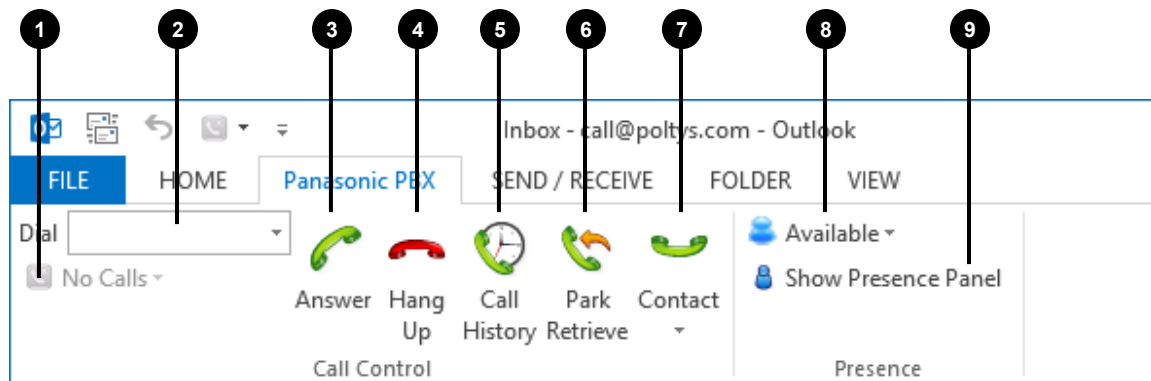 1 2 3 4 5 6 7 8 9
Inbox - call@poltys.com - Outlook
FILE HOME Panasonic PBX SEND / RECEIVE FOLDER VIEW
Dial
No Calls
Answer
Hang
Up
Call
History
Park
Retrieve
Contact
Call Control
Available
Show Presence Panel
Presence